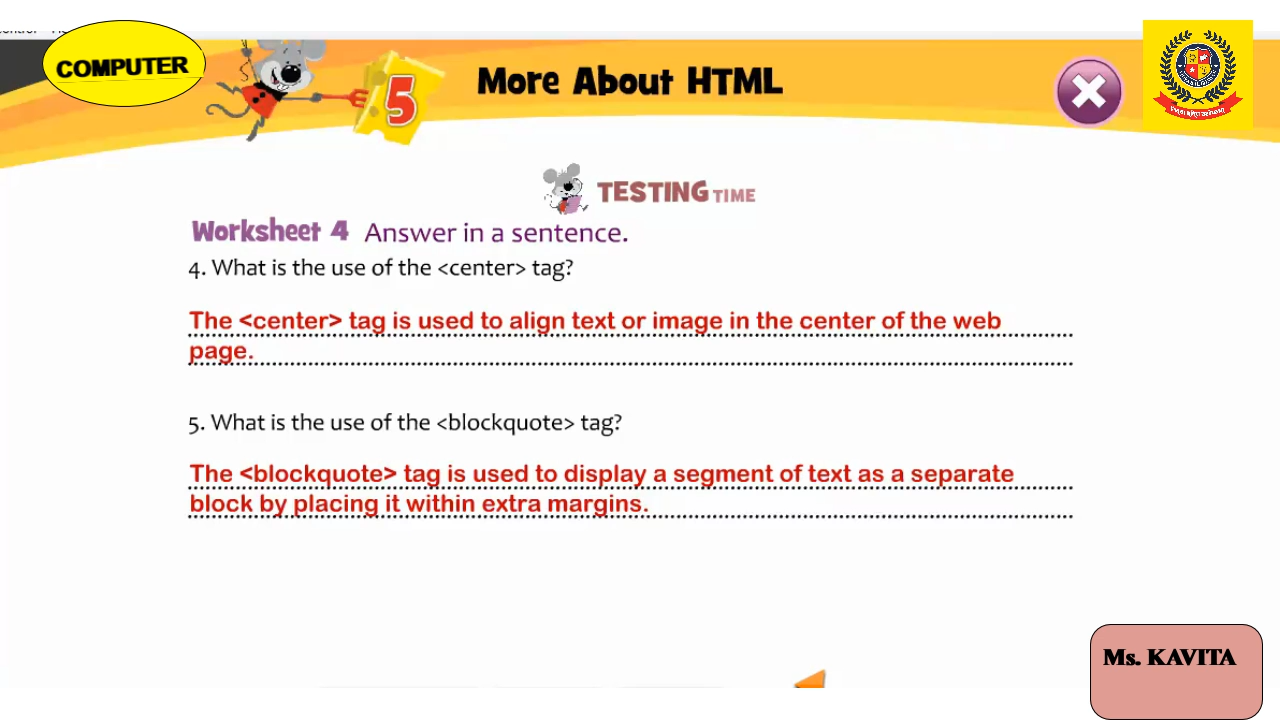 COMPUTER
5
More About HTML
TESTING TIME
Worksheet 4 Answer in a sentence.
4. What is the use of the <center> tag?
The <center> tag is used to align text or image in the center of the web
page.
5. What is the use of the <blockquote> tag?
The <blockquote> tag is used to display a segment of text as a separate
block by placing it within extra margins.
Ms. KAVITA